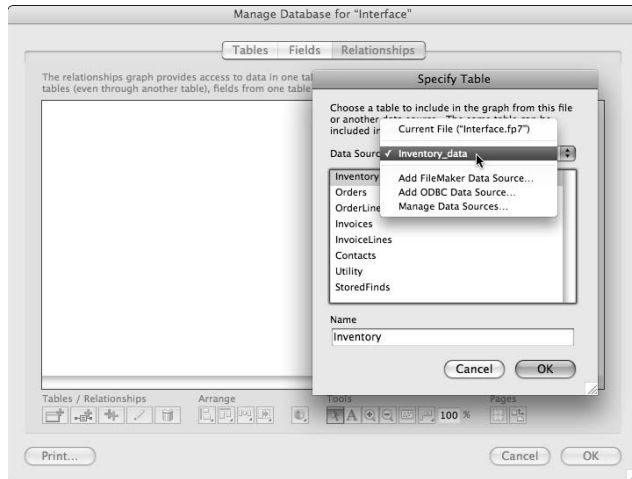 Manage Database for “Interface”
Tables Fields Relationships
The relationships graph provides access to data in one tal
tables (even through another table), fields from one table
Specify Table
Choose a table to include in the graph from this file
or another
included in
Current File (“Interface.fp7”)
Data Sourc ✓ Inventory_data
Add FileMaker Data Source...
Add ODBC Data Source...
Manage Data Sources...
Inventory
Orders
OrderLine
Invoices
InvoiceLines
Contacts
Utility
StoredFinds
Name
Inventory
Cancel OK
Tables / Relationships Arrange Tools Pages
A 100 %
Print... Cancel OK